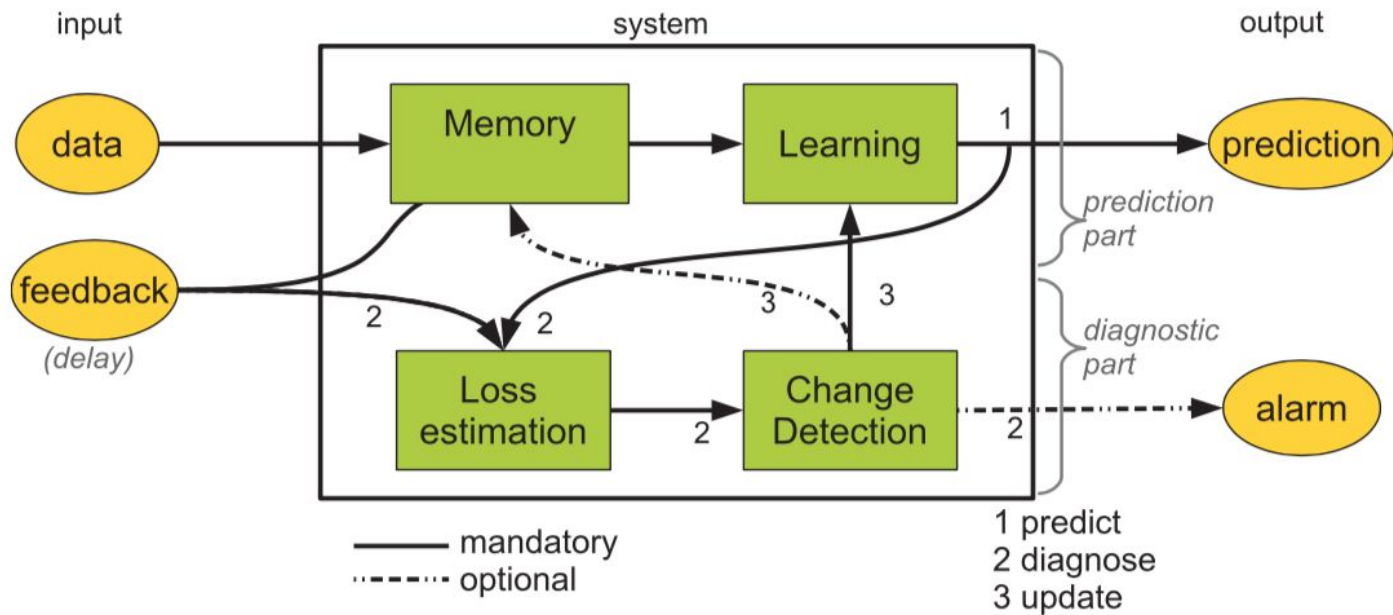 input
system
output
data
Memory
Learning
1
prediction
prediction
part
feedback
(delay)
2
2
3
3
diagnostic
part
Loss
estimation
2
Change
Detection
2
alarm
mandatory
optional
1 predict
2 diagnose
3 update